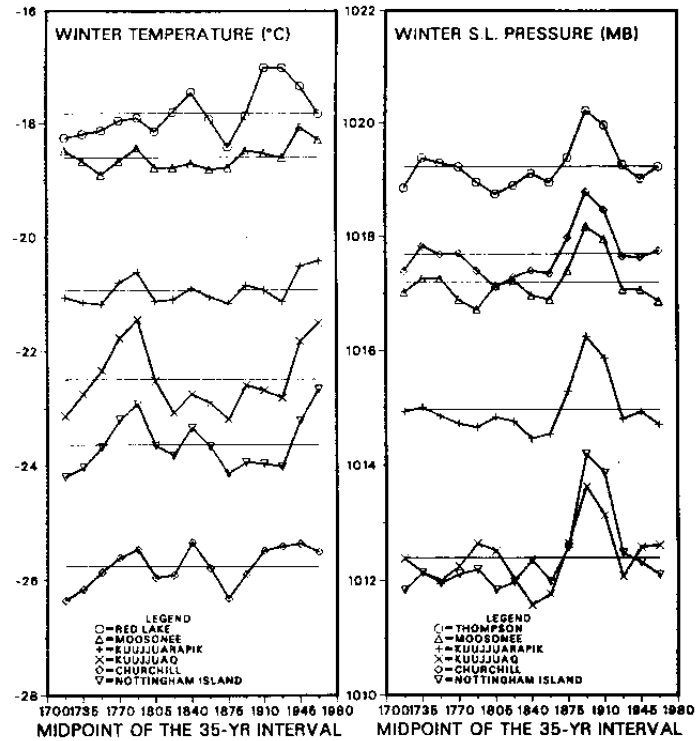 WINTER TEMPERATURE (°C)
-16
-18
-20
-22
-24
-26
-28
LEGEND
○=RED LAKE
△=MOOSONEE
+=KUUJJUARAPIK
×=KUUJJUAQ
◇=CHURCHILL
▽=NOTTINGHAM ISLAND
1700 1735 1770 1805 1840 1875 1910 1945 1980
MIDPOINT OF THE 35-YR INTERVAL
WINTER S.L. PRESSURE (MB)
1022
1020
1018
1016
1014
1012
1010
LEGEND
○=THOMPSON
△=MOOSONEE
+=KUUJJUARAPIK
×=KUUJJUAQ
◇=CHURCHILL
▽=NOTTINGHAM ISLAND
1700 1735 1770 1805 1840 1875 1910 1945 1980
MIDPOINT OF THE 35-YR INTERVAL